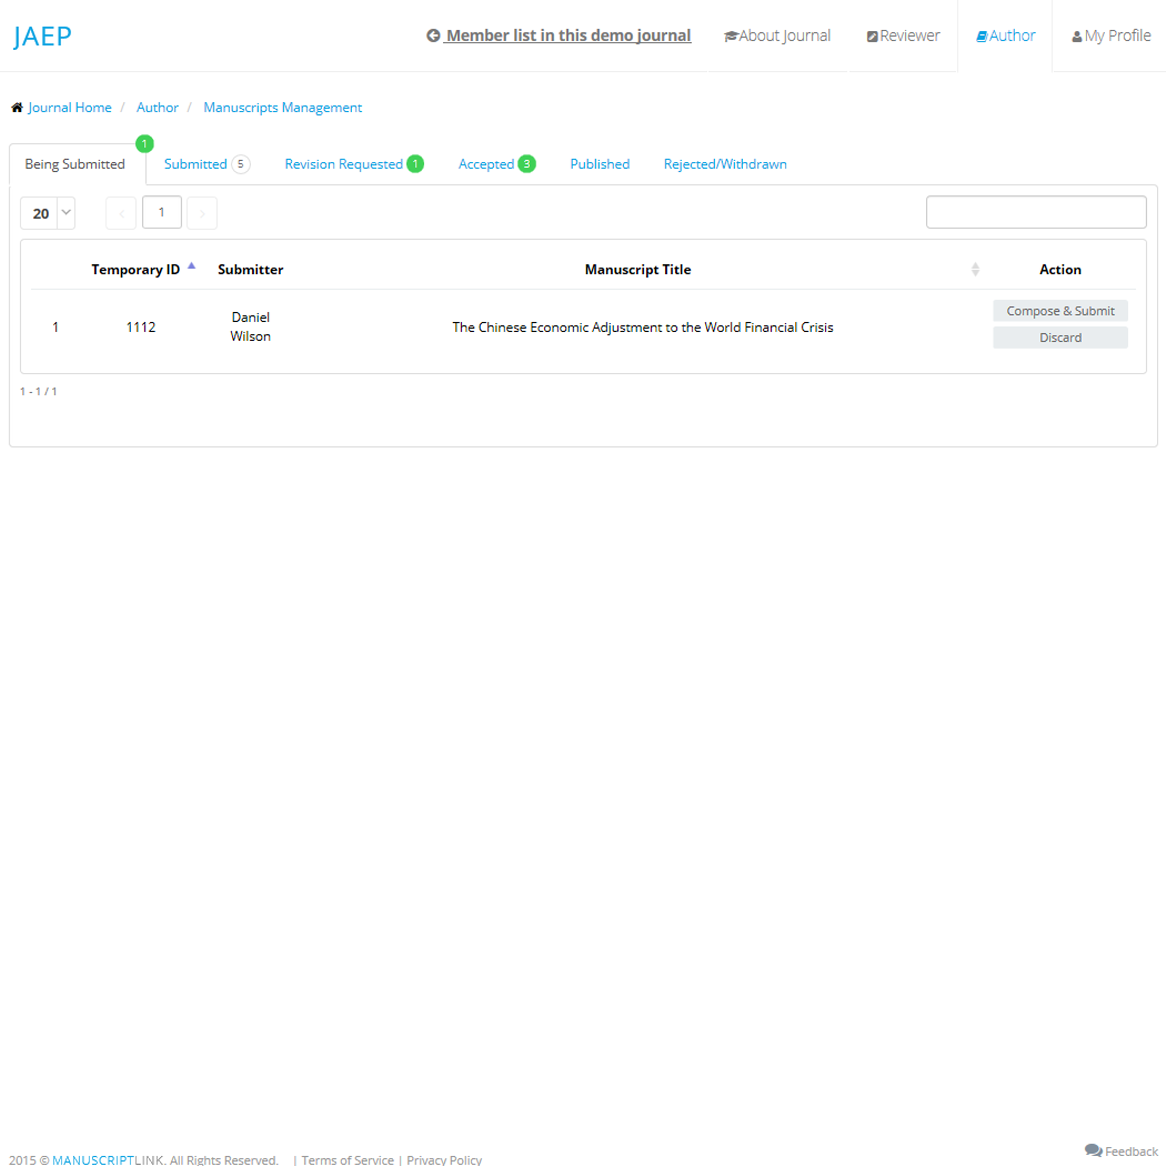 JAEP
Member list in this demo journal
About Journal
Reviewer
Author
My Profile
Journal Home / Author / Manuscripts Management
Being Submitted 1
Submitted 5
Revision Requested 1
Accepted 3
Published
Rejected/Withdrawn
20
< 1 >
Temporary ID Submitter Manuscript Title Action
1 1112 Daniel Wilson The Chinese Economic Adjustment to the World Financial Crisis
Compose & Submit
Discard
1 - 1 / 1
Feedback
2015 © MANUSCRIPTLINK. All Rights Reserved. | Terms of Service | Privacy Policy